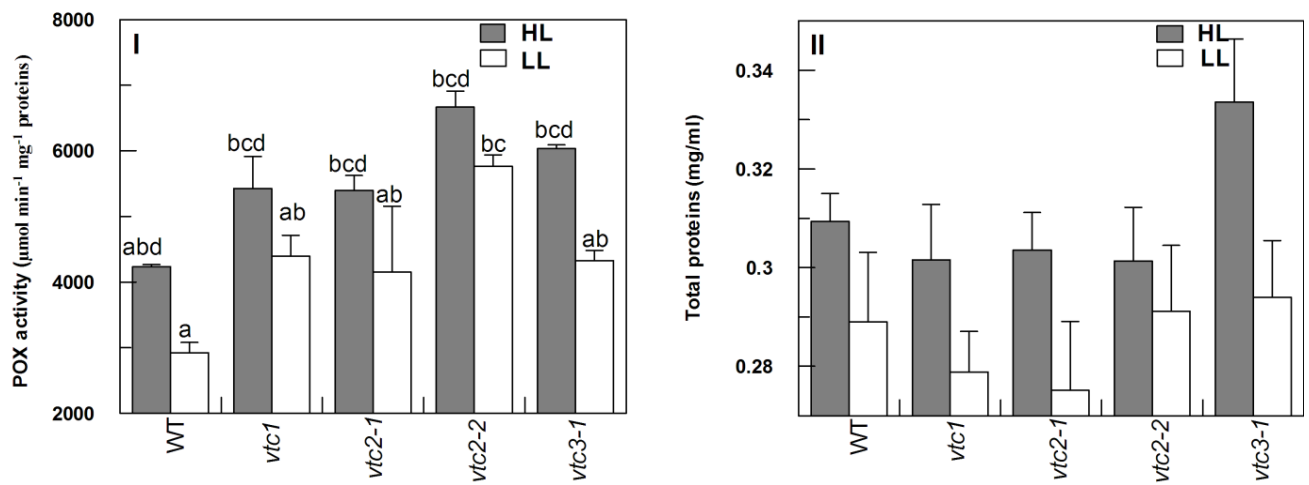 I
HL
LL
8000
6000
4000
2000
POX activity (μmol min⁻¹ mg⁻¹ proteins)
abd
a
bcd
ab
bcd
ab
bcd
bc
bcd
ab
WT
vtc1
vtc2-1
vtc2-2
vtc3-1
II
HL
LL
0.34
0.32
0.3
0.28
Total proteins (mg/ml)
WT
vtc1
vtc2-1
vtc2-2
vtc3-1